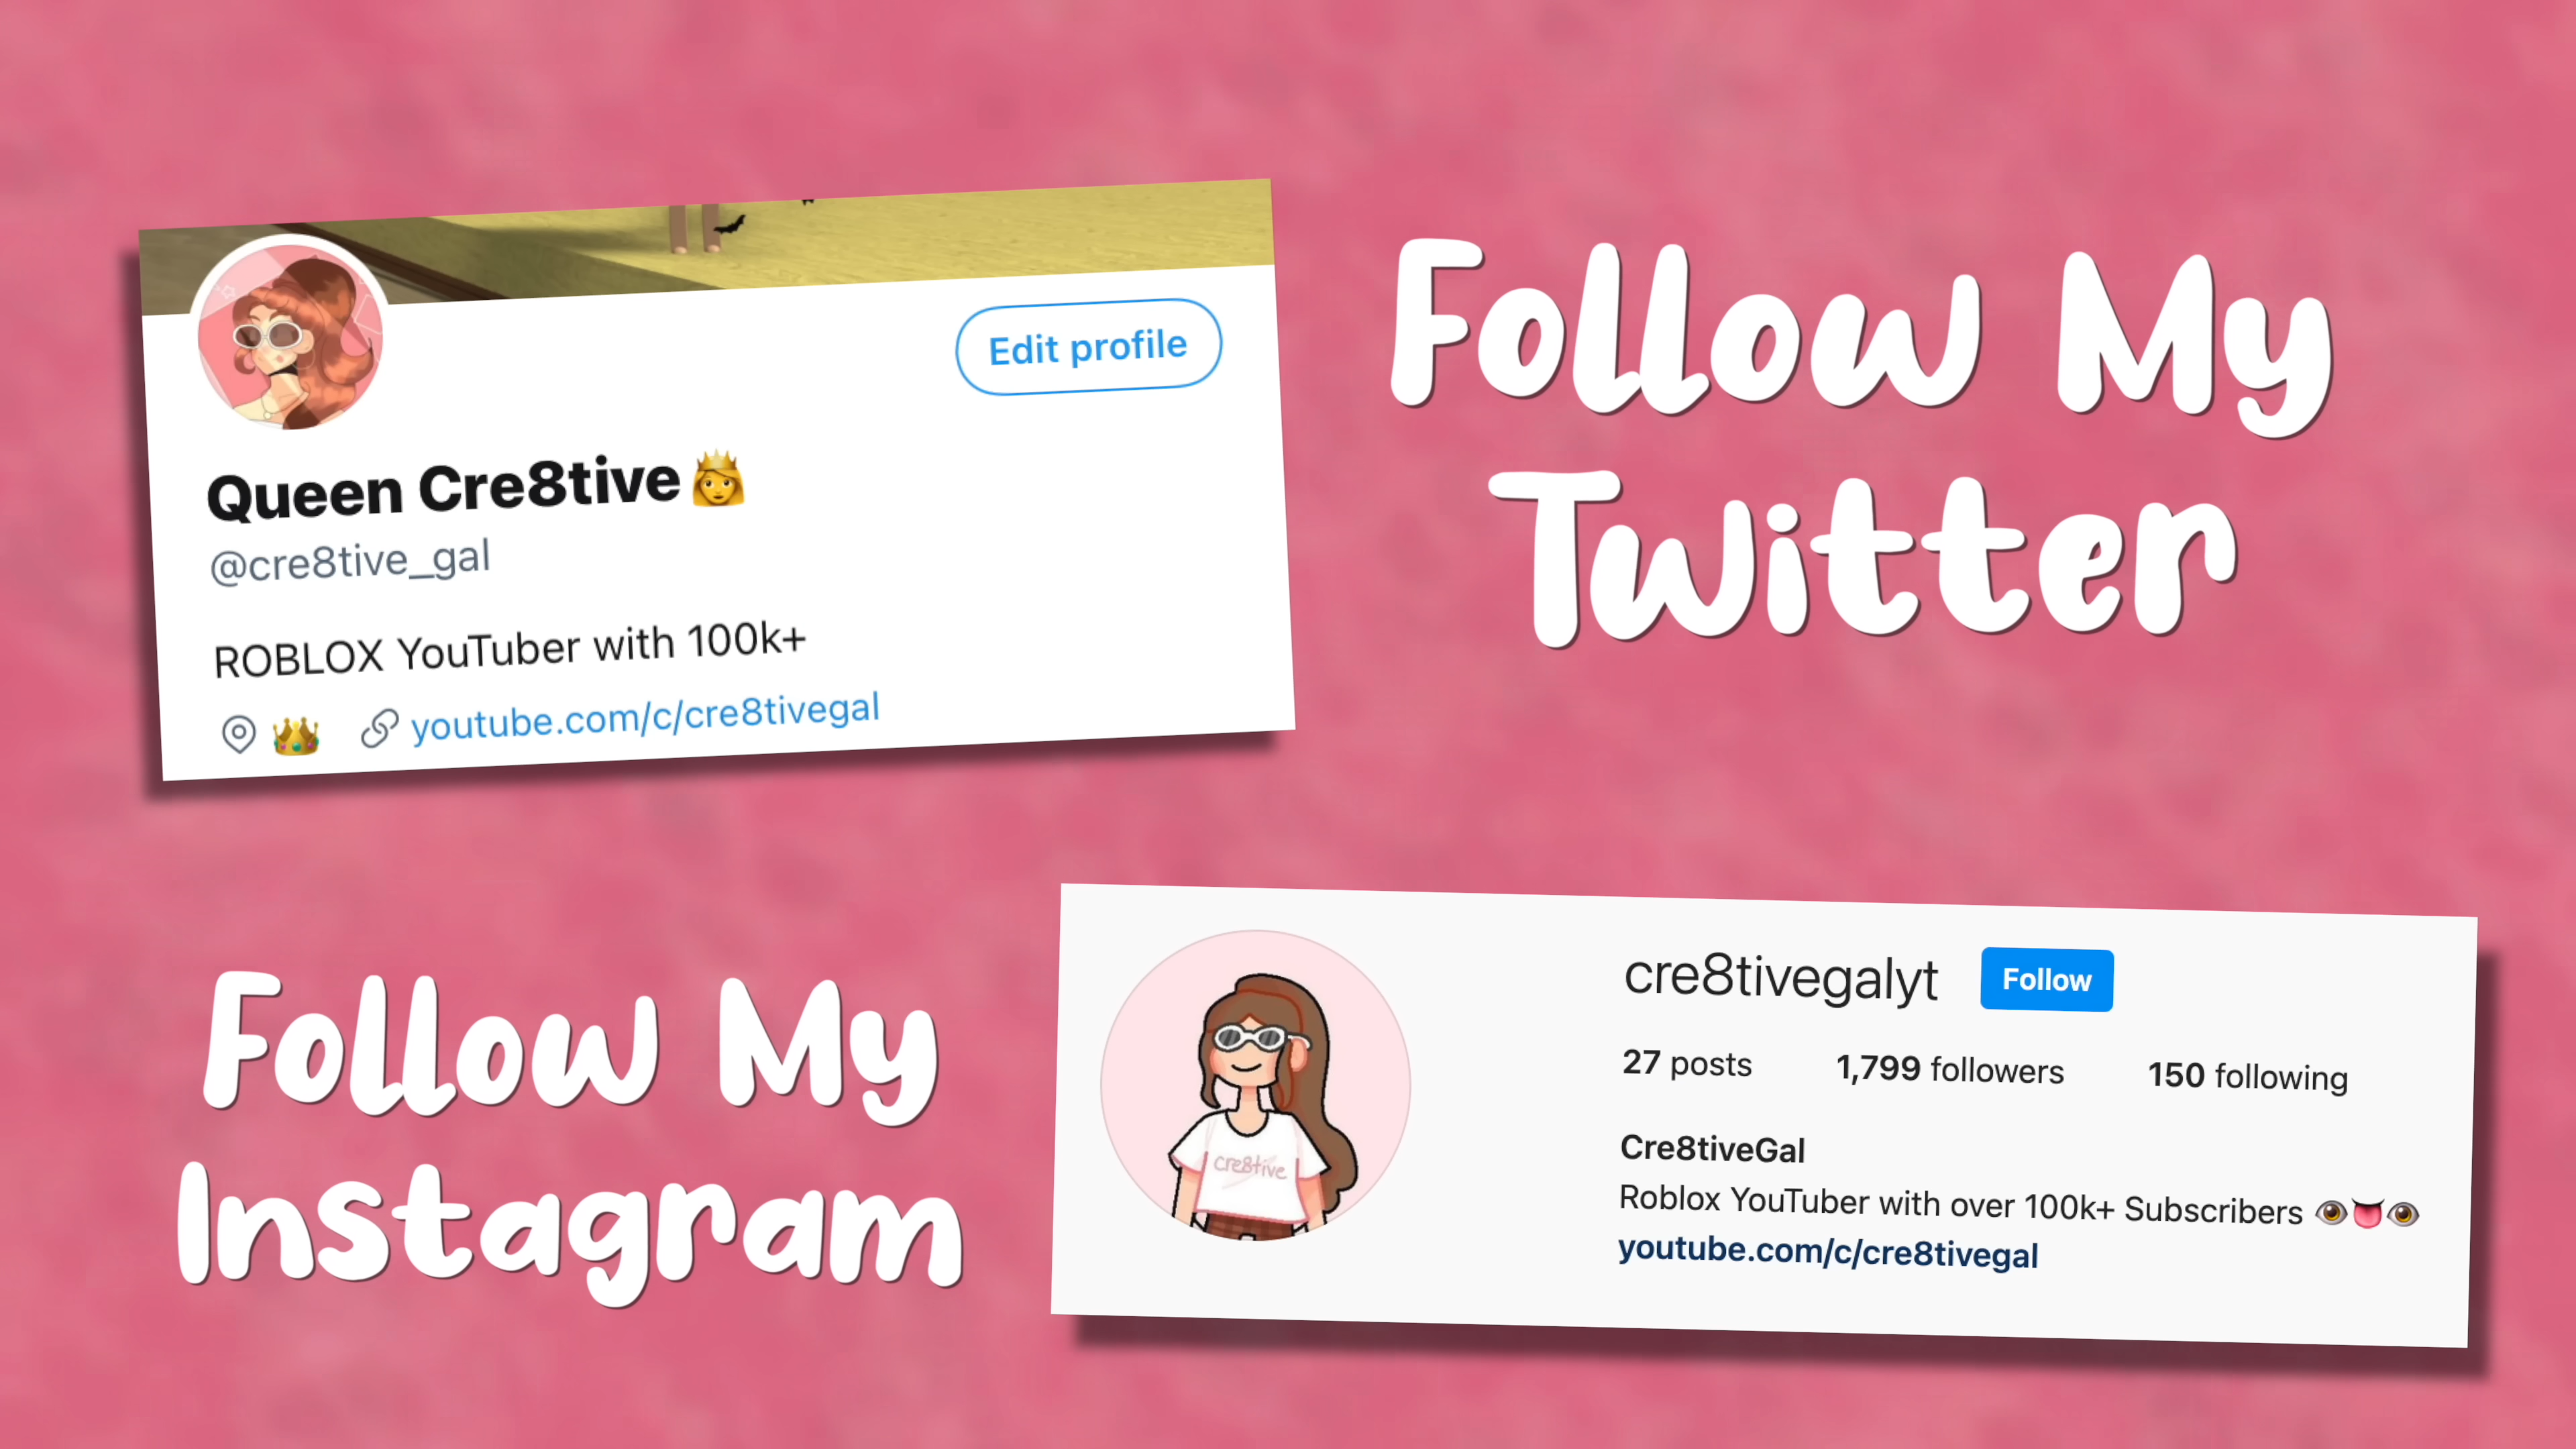 Edit profile
Queen Cre8tive👸
@cre8tive_gal
ROBLOX YouTuber with 100k+
👑 youtube.com/c/cre8tivegal
Follow My
Twitter
Follow My
Instagram
cre8tivegalyt Follow
27 posts 1,799 followers 150 following
Cre8tiveGal
Roblox YouTuber with over 100k+ Subscribers 👁️👅👁️
youtube.com/c/cre8tivegal
cre8tive